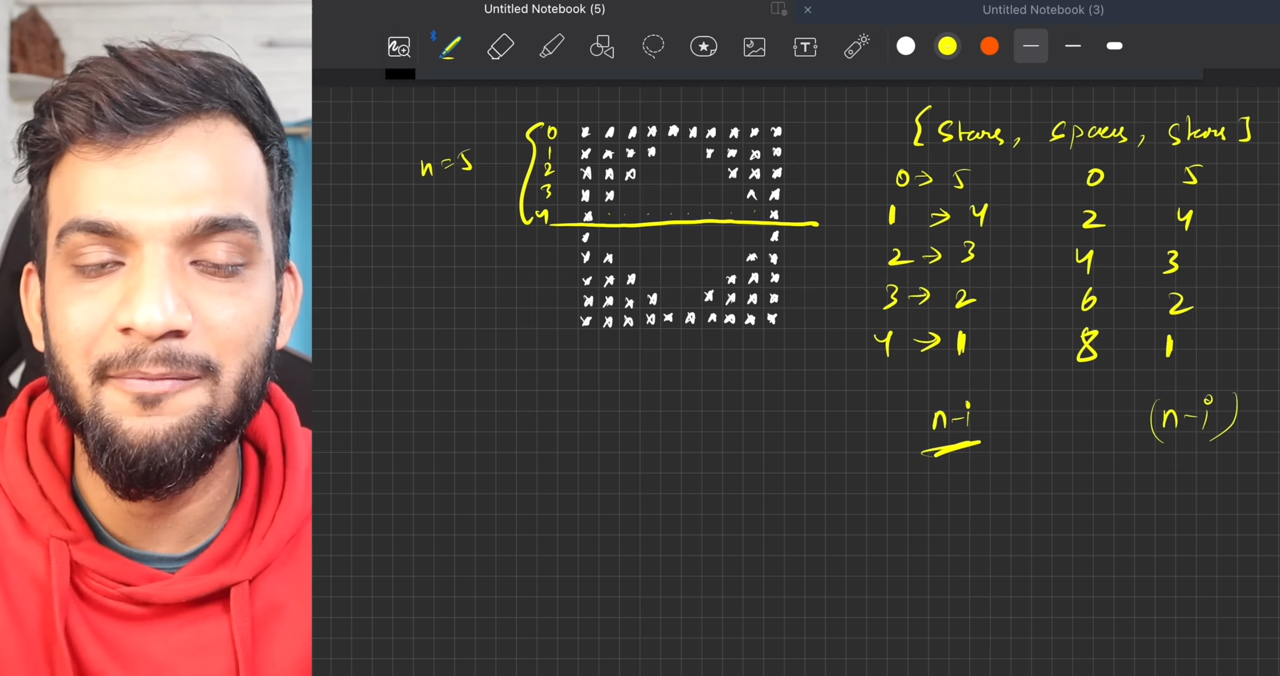 Untitled Notebook (5)
× Untitled Notebook (3)
T
n=5
0
1
2
3
4
{ Stars, spaces, stars ]
0 → 5 0 5
1 → 4 2 4
2 → 3 4 3
3 → 2 6 2
4 → 1 8 1
n-i (n-i)